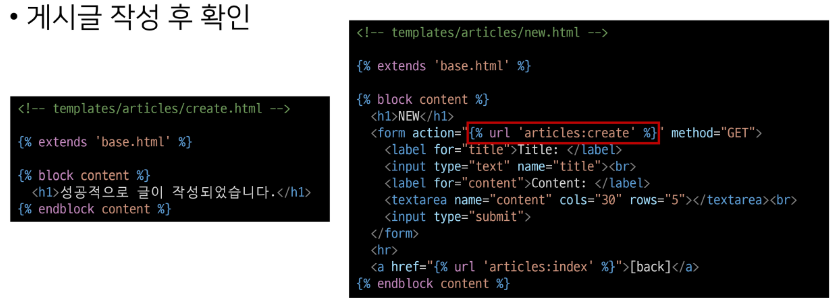 • 게시글 작성 후 확인
<!-- templates/articles/create.html -->
{% extends 'base.html' %}
{% block content %}
<h1>성공적으로 글이 작성되었습니다.</h1>
{% endblock content %}
<!-- templates/articles/new.html -->
{% extends 'base.html' %}
{% block content %}
<h1>NEW</h1>
<form action="{% url 'articles:create' %}" method="GET">
<label for="title">Title: </label>
<input type="text" name="title"><br>
<label for="content">Content: </label>
<textarea name="content" cols="30" rows="5"></textarea><br>
<input type="submit">
</form>
<hr>
<a href="{% url 'articles:index' %}">[back]</a>
{% endblock content %}